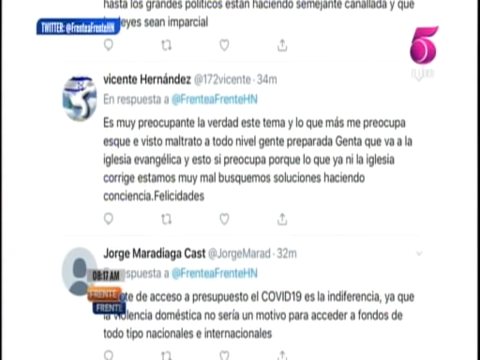 hasta los grandes políticos están haciendo semejante canallada y que
leyes sean imparcial
TWITTER: @FrenteaFrenteHN
5
vicente Hernández @172vicente · 34m
En respuesta a @FrenteaFrenteHN
Es muy preocupante la verdad este tema y lo que más me preocupa
esque e visto maltrato a todo nivel gente preparada Genta que va a la
iglesia evangélica y esto si preocupa porque lo que ya ni la iglesia
corrige estamos muy mal busquemos soluciones haciendo
conciencia.Felicidades
Jorge Maradiaga Cast @JorgeMarad · 32m
respuesta a @FrenteaFrenteHN
08:17 AM
FRENTE
FRENTE
te de acceso a presupuesto el COVID19 es la indiferencia, ya que
violencia doméstica no sería un motivo para acceder a fondos de
todo tipo nacionales e internacionales